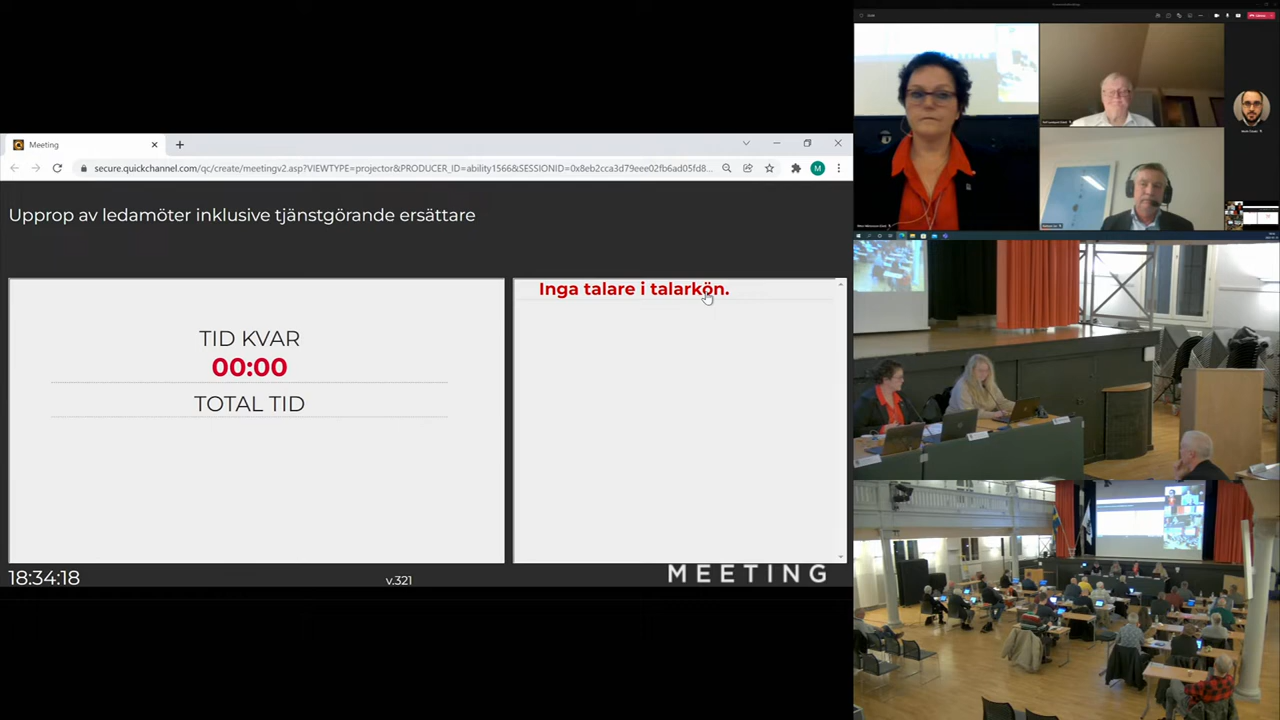 Meeting
secure.quickchannel.com/qc/create/meetingv2.asp?VIEWTYPE=projector&PRODUCER_ID=ability1566&SESSIONID=0x8eb2cca3d79eee02fb6ad05fd8...
M
Upprop av ledamöter inklusive tjänstgörande ersättare
Inga talare i talarkön.
TID KVAR
00:00
TOTAL TID
18:34:18
v.321
MEETING